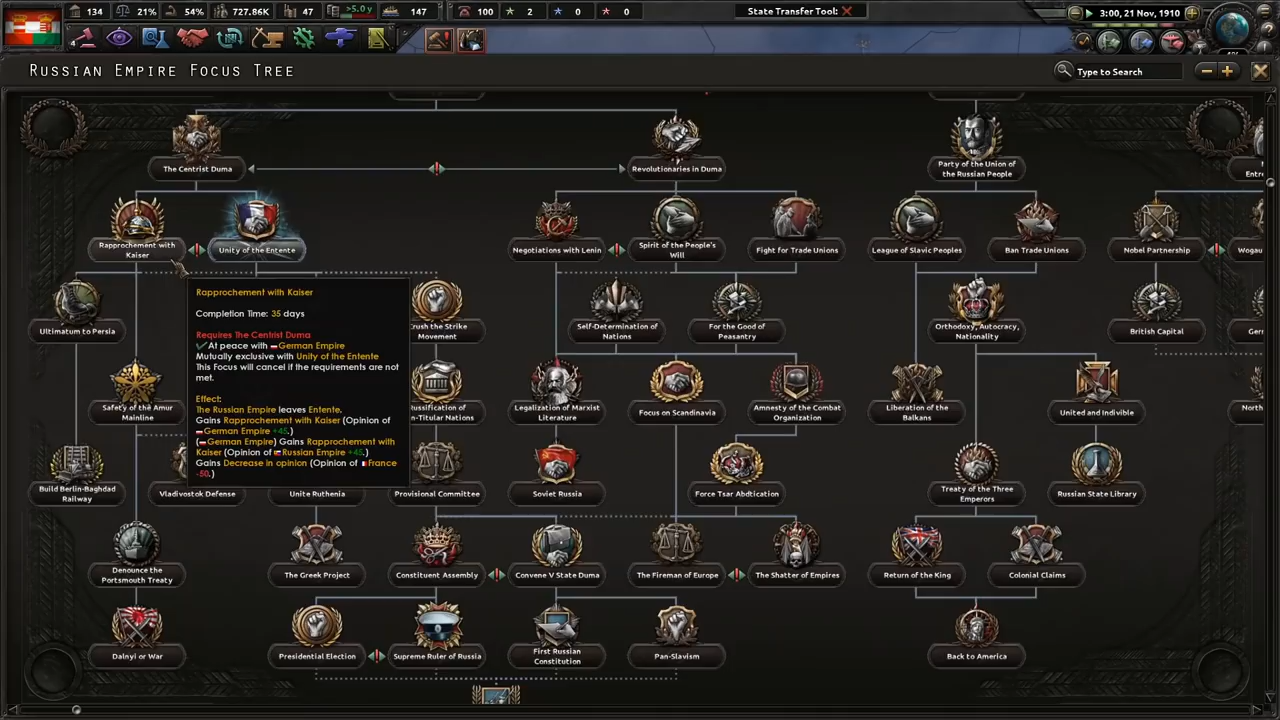 134 21% 54% 727.86K 47 >5.0 y 147 100 2 0 0 State Transfer Tool: 3:00, 21 Nov, 1910
Russian Empire Focus Tree
Type to Search
The Centrist Duma
Revolutionaries in Duma
Party of the Union
of the Russian People
Rapprochement with
Kaiser
Unity of the Entente
Negotiations with Lenin
Spirit of the People's
Will
Fight for Trade Unions
League of Slavic Peoples
Ban Trade Unions
Nobel Partnership
Rapprochement with Kaiser
Completion Time: 35 days
Requires The Centrist Duma
At peace with German Empire
Mutually exclusive with Unity of the Entente
This Focus will cancel if the requirements are not
met.
Effect:
The Russian Empire leaves Entente.
Gains Rapprochement with Kaiser (Opinion of
German Empire +45.)
(German Empire) Gains Rapprochement with
Kaiser (Opinion of Russian Empire +45.)
Gains Decrease in opinion (Opinion of France
-50.)
Ultimatum to Persia
Crush the Strike
Movement
Self-Determination of
Nations
For the Good of
Peasantry
Orthodoxy, Autocracy,
Nationality
British Capital
Safety of the Amur
Mainline
Legalization of Marxist
Literature
Focus on Scandinavia
Amnesty of the Combat
Organization
Liberation of the
Balkans
United and Indivible
Build Berlin-Baghdad
Railway
Vladivostok Defense
Unite Ruthenia
Provisional Committee
Soviet Russia
Force Tsar Abdtication
Treaty of the Three
Emperors
Russian State Library
Denounce the
Portsmouth Treaty
The Greek Project
Constituent Assembly
Convene V State Duma
The Fireman of Europe
The Shatter of Empires
Return of the King
Colonial Claims
Dalnyi or War
Presidential Election
Supreme Ruler of Russia
First Russian
Constitution
Pan-Slavism
Back to America